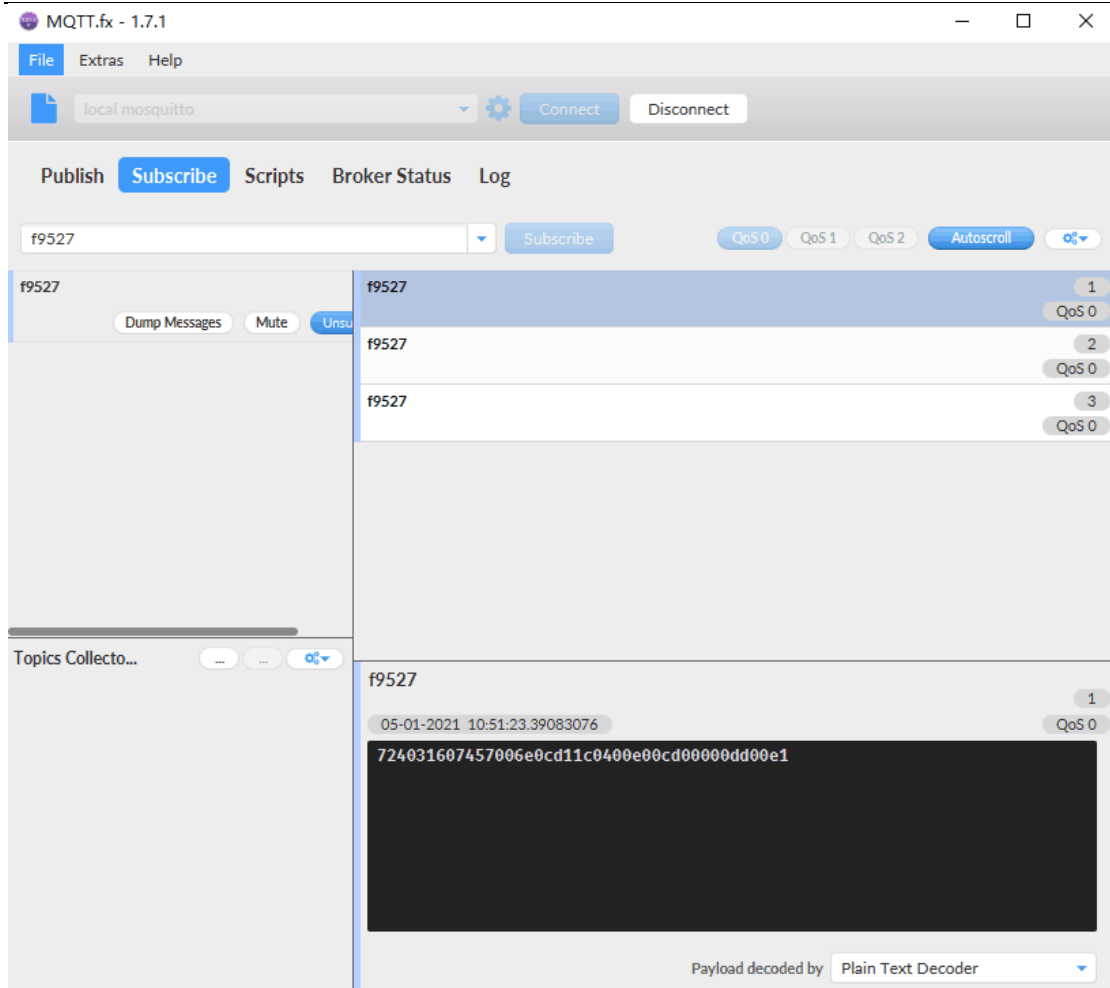 MQTT.fx - 1.7.1
File Extras Help
local mosquitto Connect Disconnect
Publish Subscribe Scripts Broker Status Log
f9527 Subscribe QoS 0 QoS 1 QoS 2 Autoscroll
f9527
Dump Messages Mute Unsu
f9527 1
QoS 0
f9527 2
QoS 0
f9527 3
QoS 0
Topics Collecto... ... ...
f9527
1
05-01-2021 10:51:23.39083076 QoS 0
724031607457006e0cd11c0400e00cd00000dd00e1
Payload decoded by Plain Text Decoder